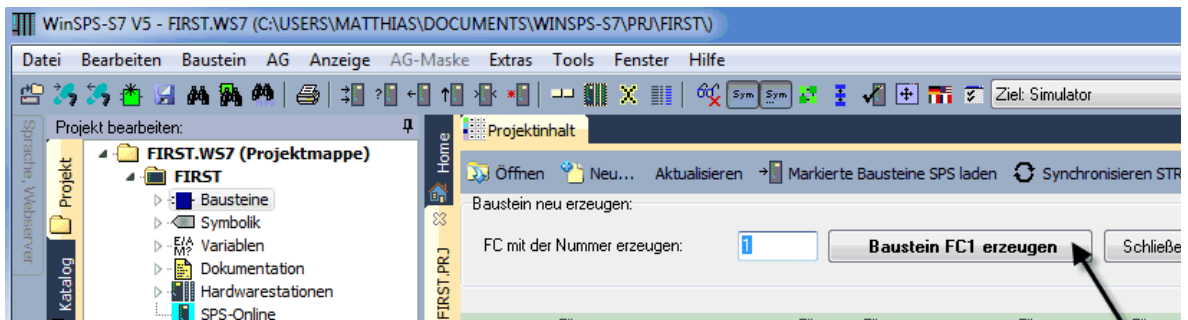 WinSPS-S7 V5 - FIRST.WS7 (C:\USERS\MATTHIAS\DOCUMENTS\WINSPS-S7\PRJ\FIRST\)
Datei Bearbeiten Baustein AG Anzeige AG-Maske Extras Tools Fenster Hilfe
Sym Sym Ziel: Simulator
Sprache, Webserver
Projekt
Katalog
Projekt bearbeiten:
FIRST.WS7 (Projektmappe)
FIRST
Bausteine
Symbolik
E/A M? Variablen
Dokumentation
Hardwarestationen
SPS-Online
Home
FIRST.PRJ
Projektinhalt
Öffnen Neu... Aktualisieren Markierte Bausteine SPS laden Synchronisieren STR
Baustein neu erzeugen:
FC mit der Nummer erzeugen: 1 Baustein FC1 erzeugen Schließe